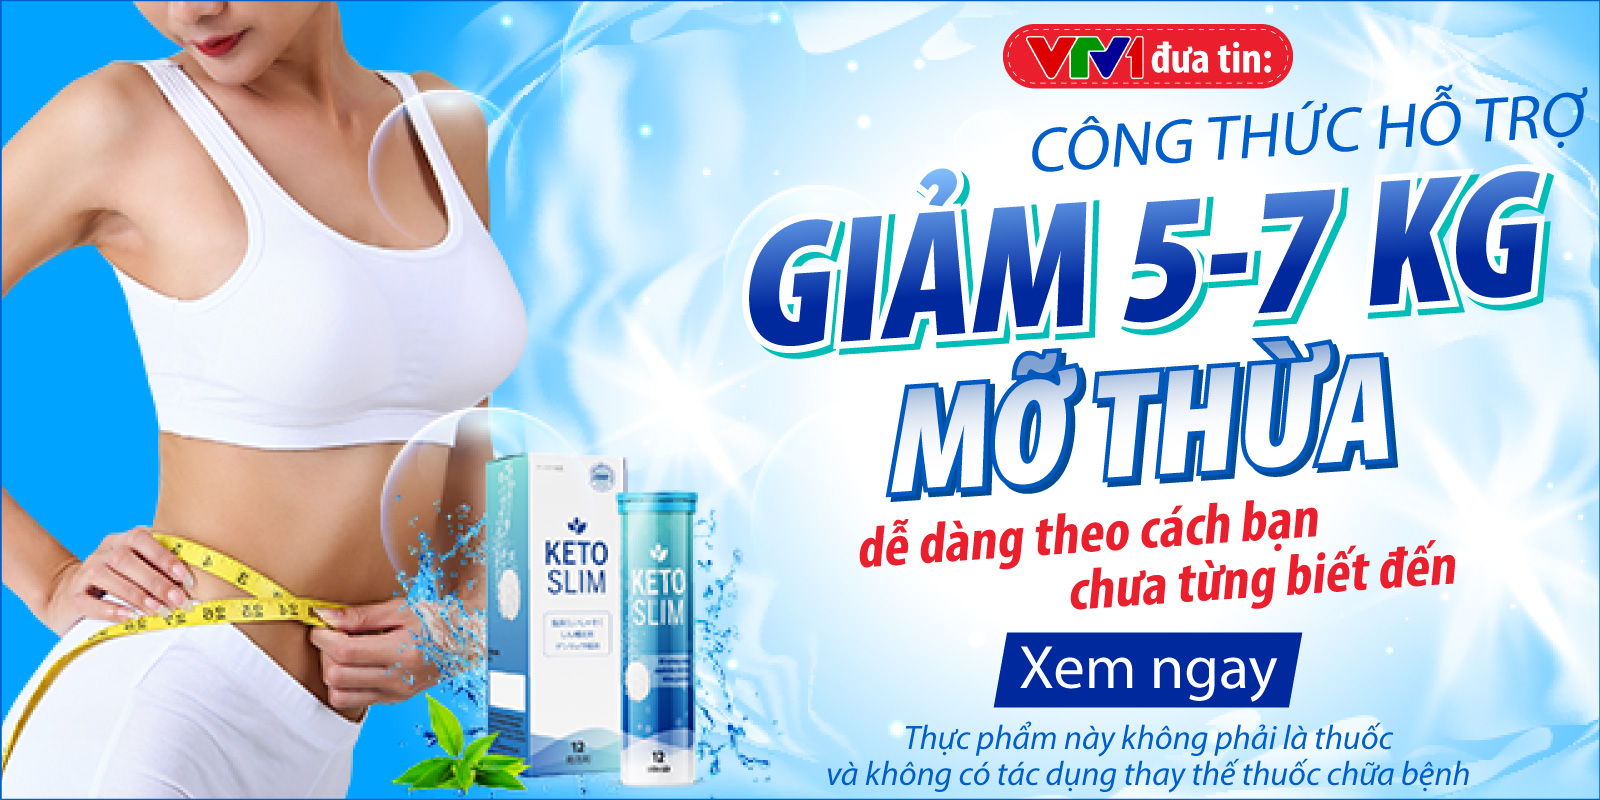 VTV1 đưa tin:
CÔNG THỨC HỖ TRỢ
GIẢM 5-7 KG
MỠ THỪA
dễ dàng theo cách bạn
chưa từng biết đến
Xem ngay
Thực phẩm này không phải là thuốc
và không có tác dụng thay thế thuốc chữa bệnh
KETO
SLIM
12
KETO
SLIM
12